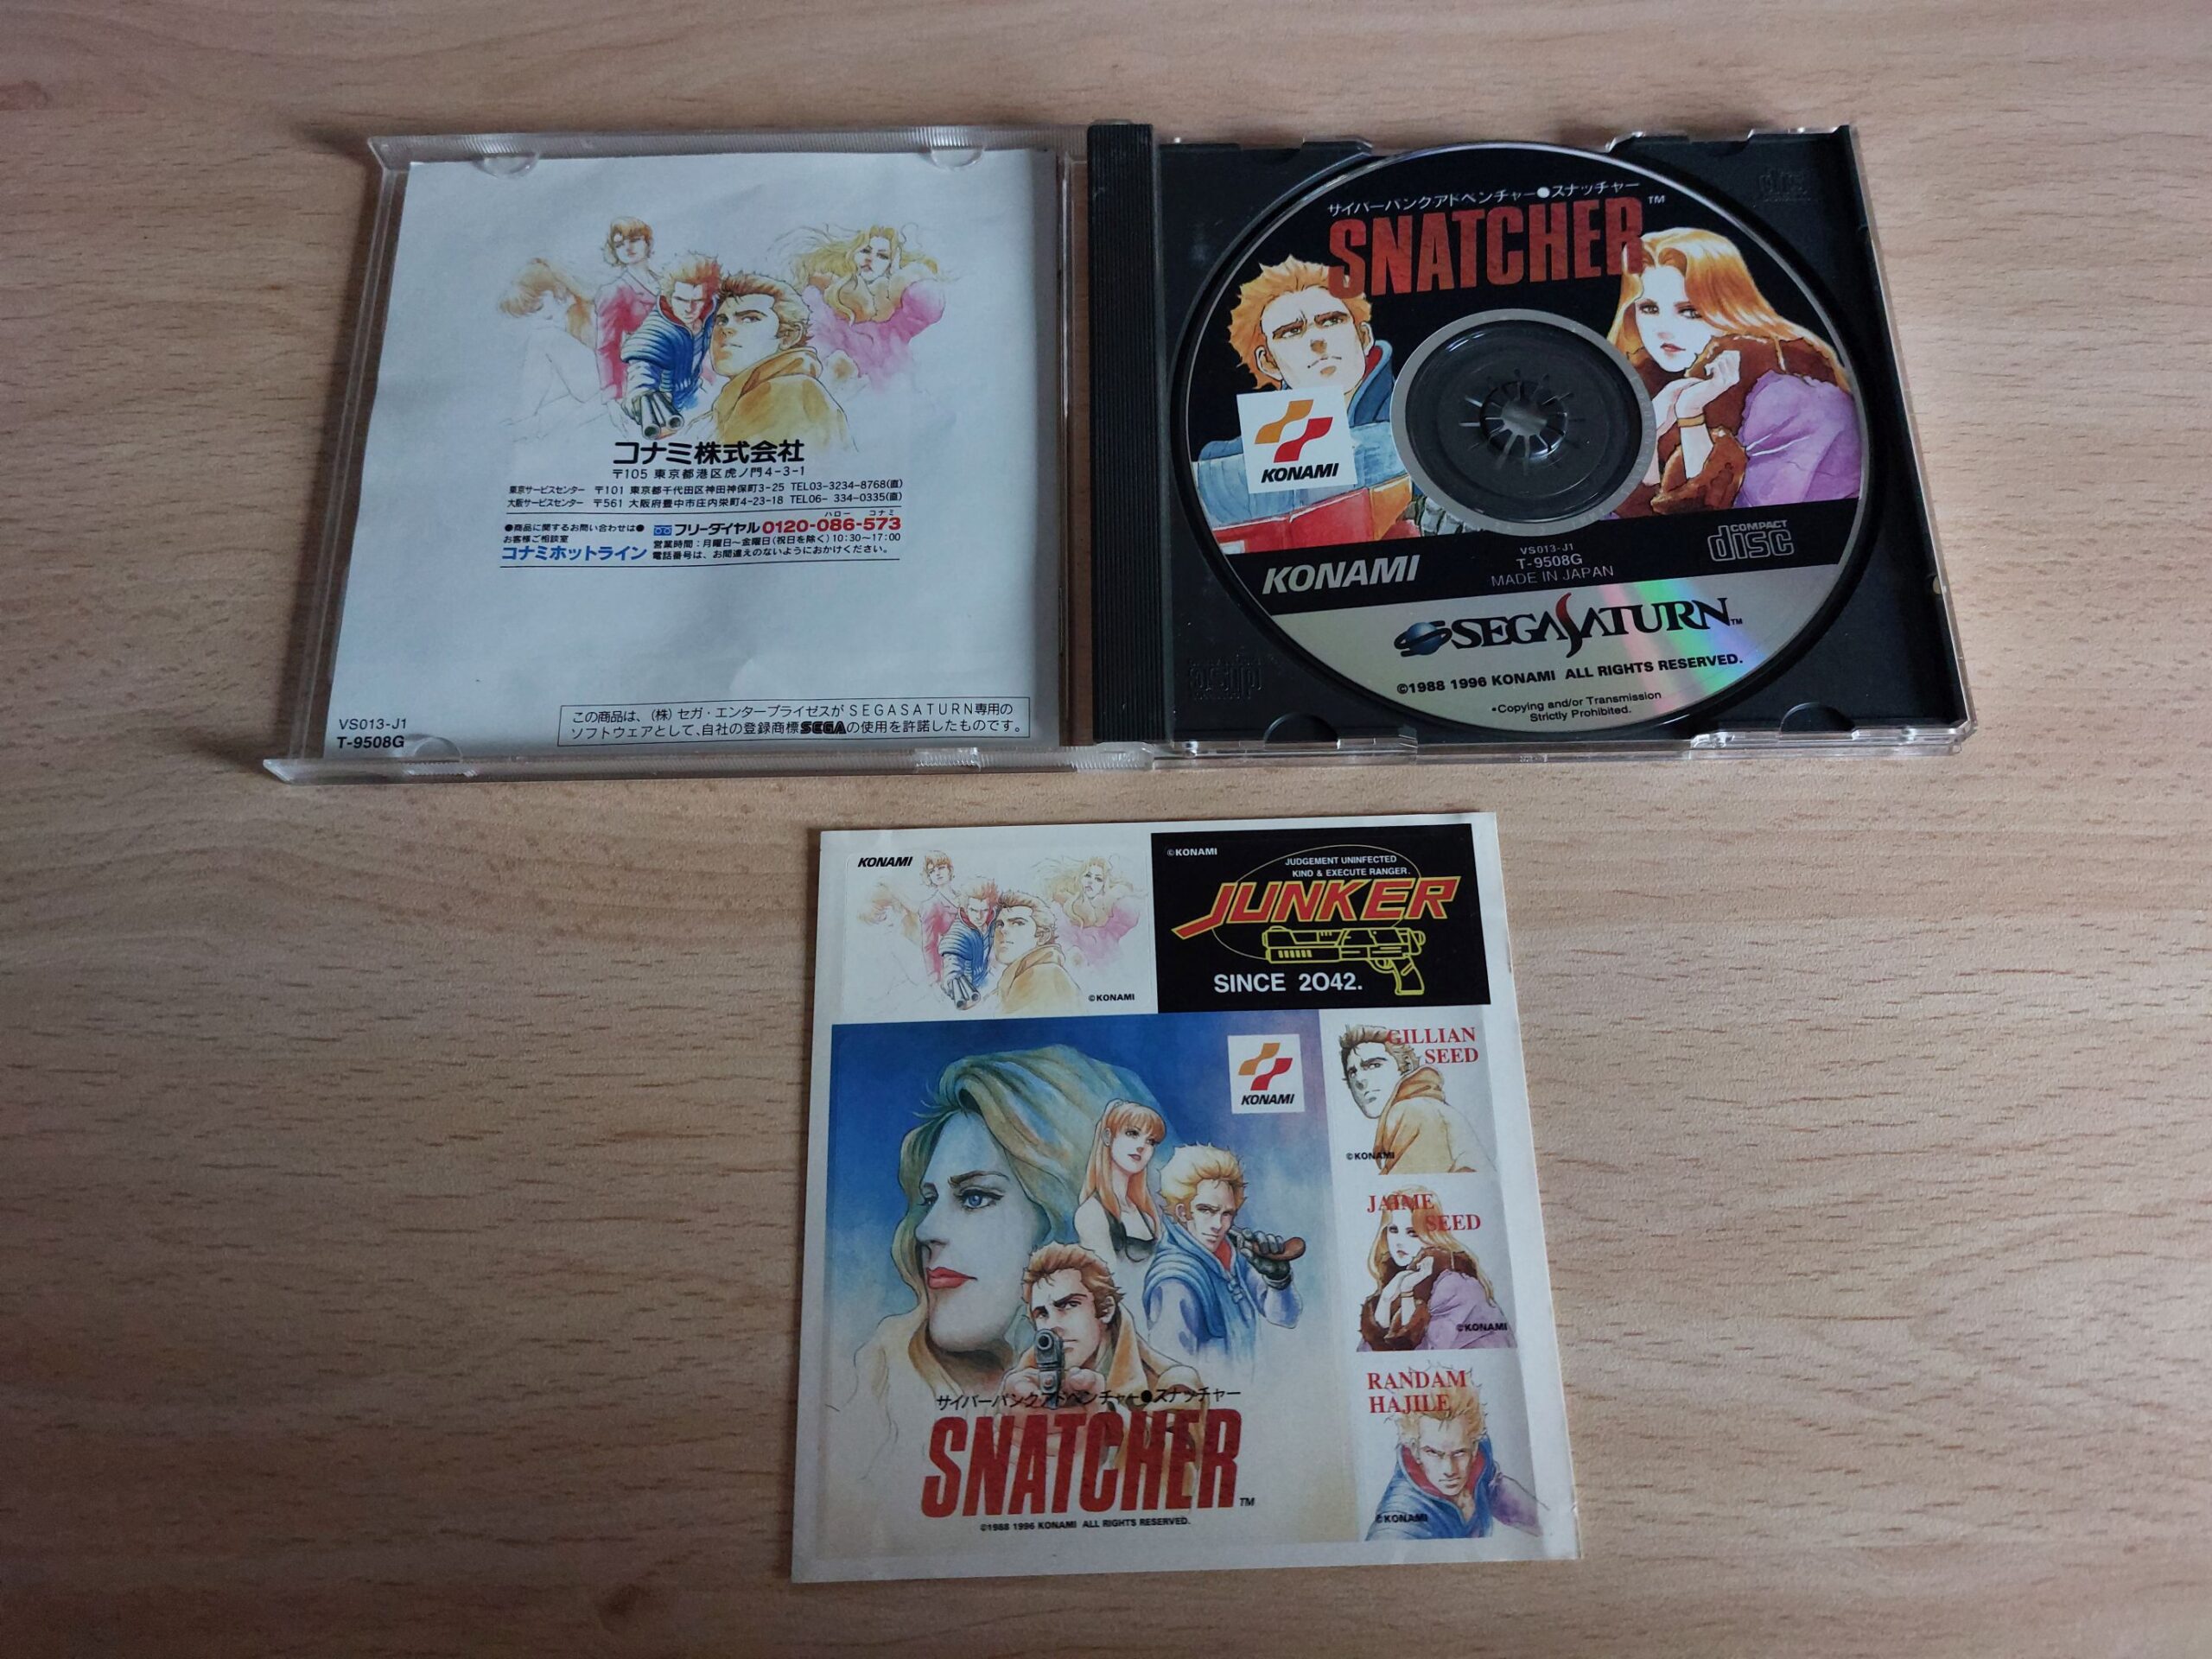 コナミ株式会社
〒105 東京都港区虎ノ門4-3-1
東京サービスセンター 〒101 東京都千代田区神田神保町3-25 TEL03-3234-8768(直)
大阪サービスセンター 〒561 大阪府豊中市庄内栄町4-23-18 TEL06- 334-0335(直)
ハロー コナミ
●商品に関するお問い合わせは● フリーダイヤル 0120-086-573
お客様ご相談室 営業時間:月曜日~金曜日(祝日を除く)10:30~17:00
コナミホットライン 電話番号は、お間違えのないようにおかけください。
VS013-J1
T-9508G
この商品は、(株)セガ・エンタープライゼスがSEGASATURN専用の
ソフトウェアとして、自社の登録商標SEGAの使用を許諾したものです。
サイバーパンクアドベンチャー●スナッチャー
SNATCHER™
KONAMI
KONAMI
VS013-J1
T-9508G
MADE IN JAPAN
COMPACT
disc
SEGA SATURN™
©1988 1996 KONAMI ALL RIGHTS RESERVED.
•Copying and/or Transmission
Strictly Prohibited.
KONAMI
©KONAMI
©KONAMI
JUDGEMENT UNINFECTED
KIND & EXECUTE RANGER.
JUNKER
SINCE 2042.
KONAMI
サイバーパンクアドベンチャー●スナッチャー
SNATCHER™
©1988 1996 KONAMI ALL RIGHTS RESERVED.
GILLIAN
SEED
©KONAMI
JAIME
SEED
©KONAMI
RANDAM
HAJILE
©KONAMI